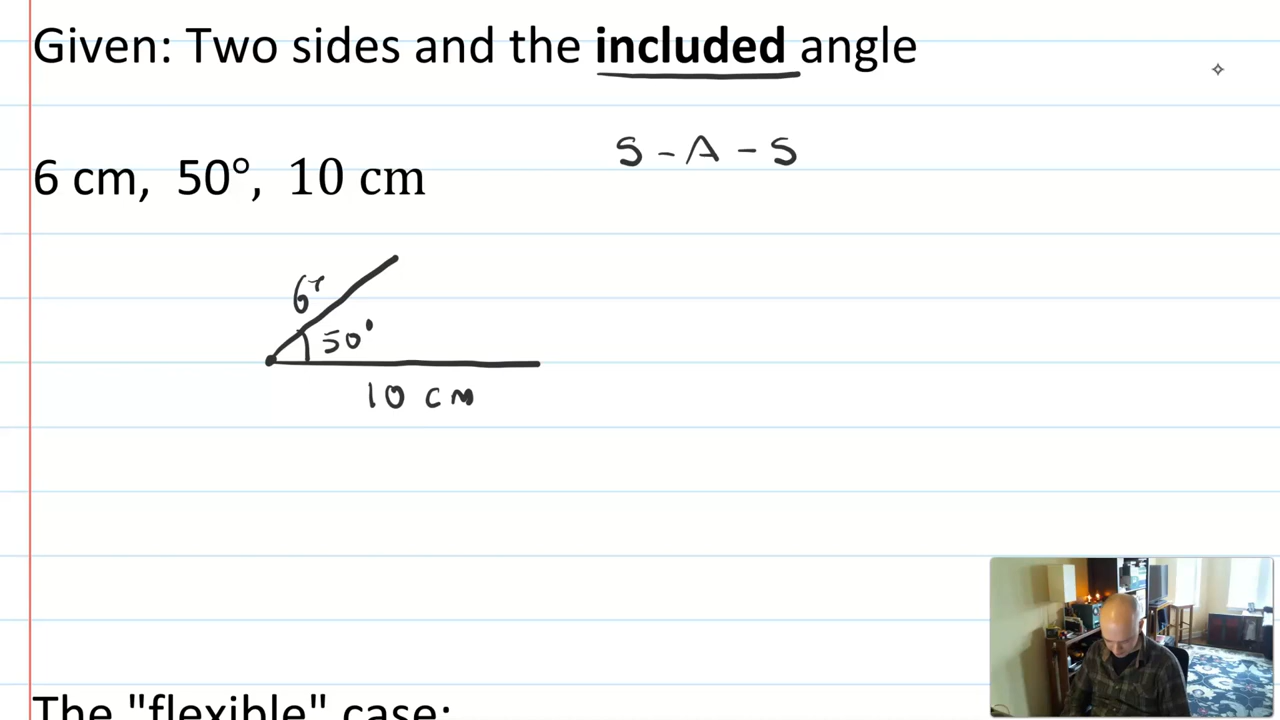 Given: Two sides and the included angle
S - A - S
6 cm, 50°, 10 cm
6
50°
10 cm
The "flexible" case: